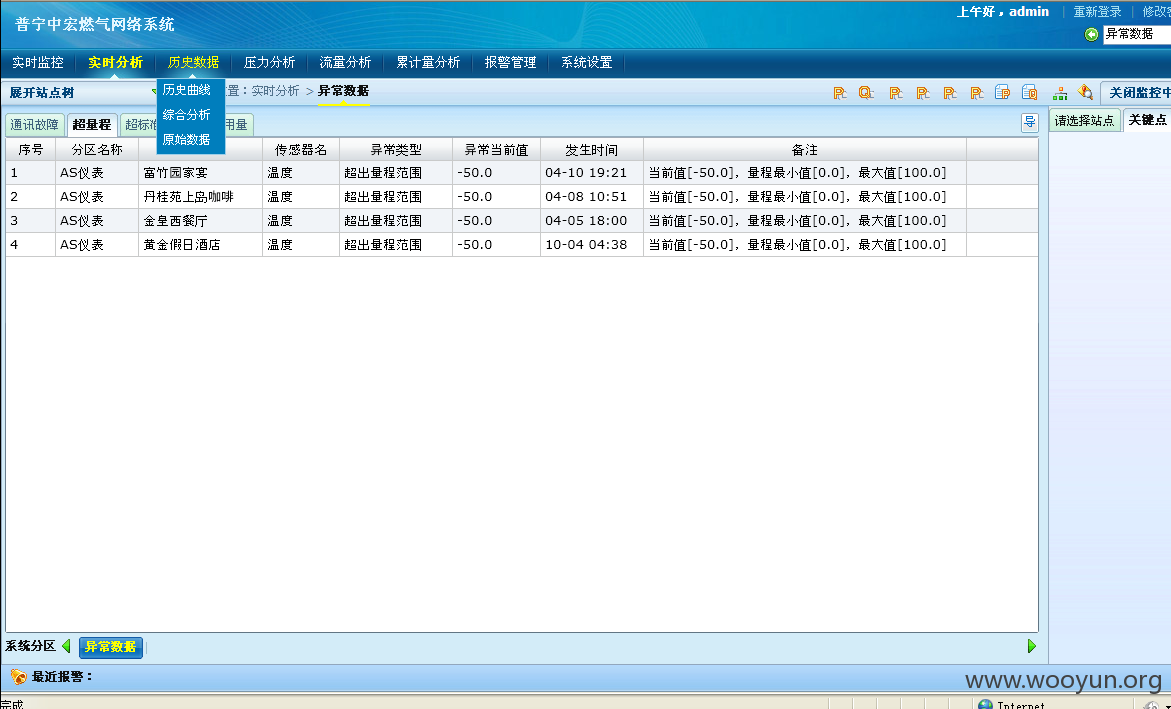 普宁中宏燃气网络系统
上午好，admin 重新登录 修改
异常数据
实时监控 实时分析 历史数据 压力分析 流量分析 累计量分析 报警管理 系统设置
展开站点树 置：实时分析 > 异常数据 关闭监控中
历史曲线
综合分析
原始数据
通讯故障 超量程 超标准 用量 请选择站点 关键点
序号 分区名称 传感器名 异常类型 异常当前值 发生时间 备注
1 AS仪表 富竹园家宴 温度 超出量程范围 -50.0 04-10 19:21 当前值[-50.0]，量程最小值[0.0]，最大值[100.0]
2 AS仪表 丹桂苑上岛咖啡 温度 超出量程范围 -50.0 04-08 10:51 当前值[-50.0]，量程最小值[0.0]，最大值[100.0]
3 AS仪表 金皇西餐厅 温度 超出量程范围 -50.0 04-05 18:00 当前值[-50.0]，量程最小值[0.0]，最大值[100.0]
4 AS仪表 黄金假日酒店 温度 超出量程范围 -50.0 10-04 04:38 当前值[-50.0]，量程最小值[0.0]，最大值[100.0]
系统分区 异常数据
最近报警：
www.wooyun.org
完成 Internet